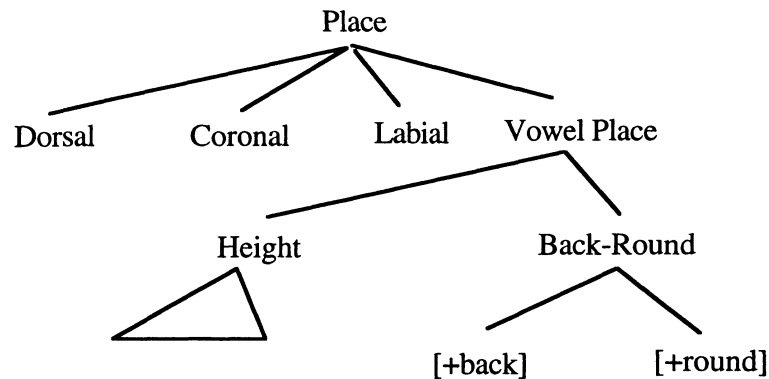 Place
Dorsal Coronal Labial Vowel Place
Height Back-Round
[+back] [+round]